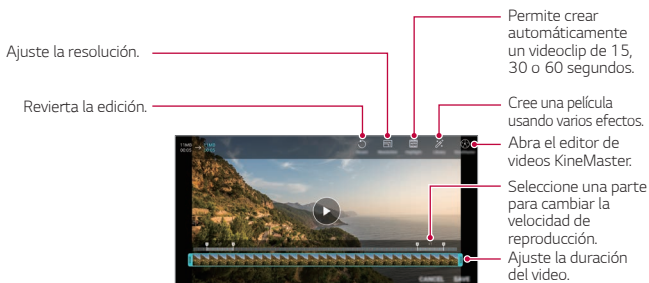 Ajuste la resolución.
Revierta la edición.
Permite crear
automáticamente
un videoclip de 15,
30 o 60 segundos.
Cree una película
usando varios efectos.
Abra el editor de
videos KineMaster.
Seleccione una parte
para cambiar la
velocidad de
reproducción.
Ajuste la duración
del video.
CANCEL SAVE